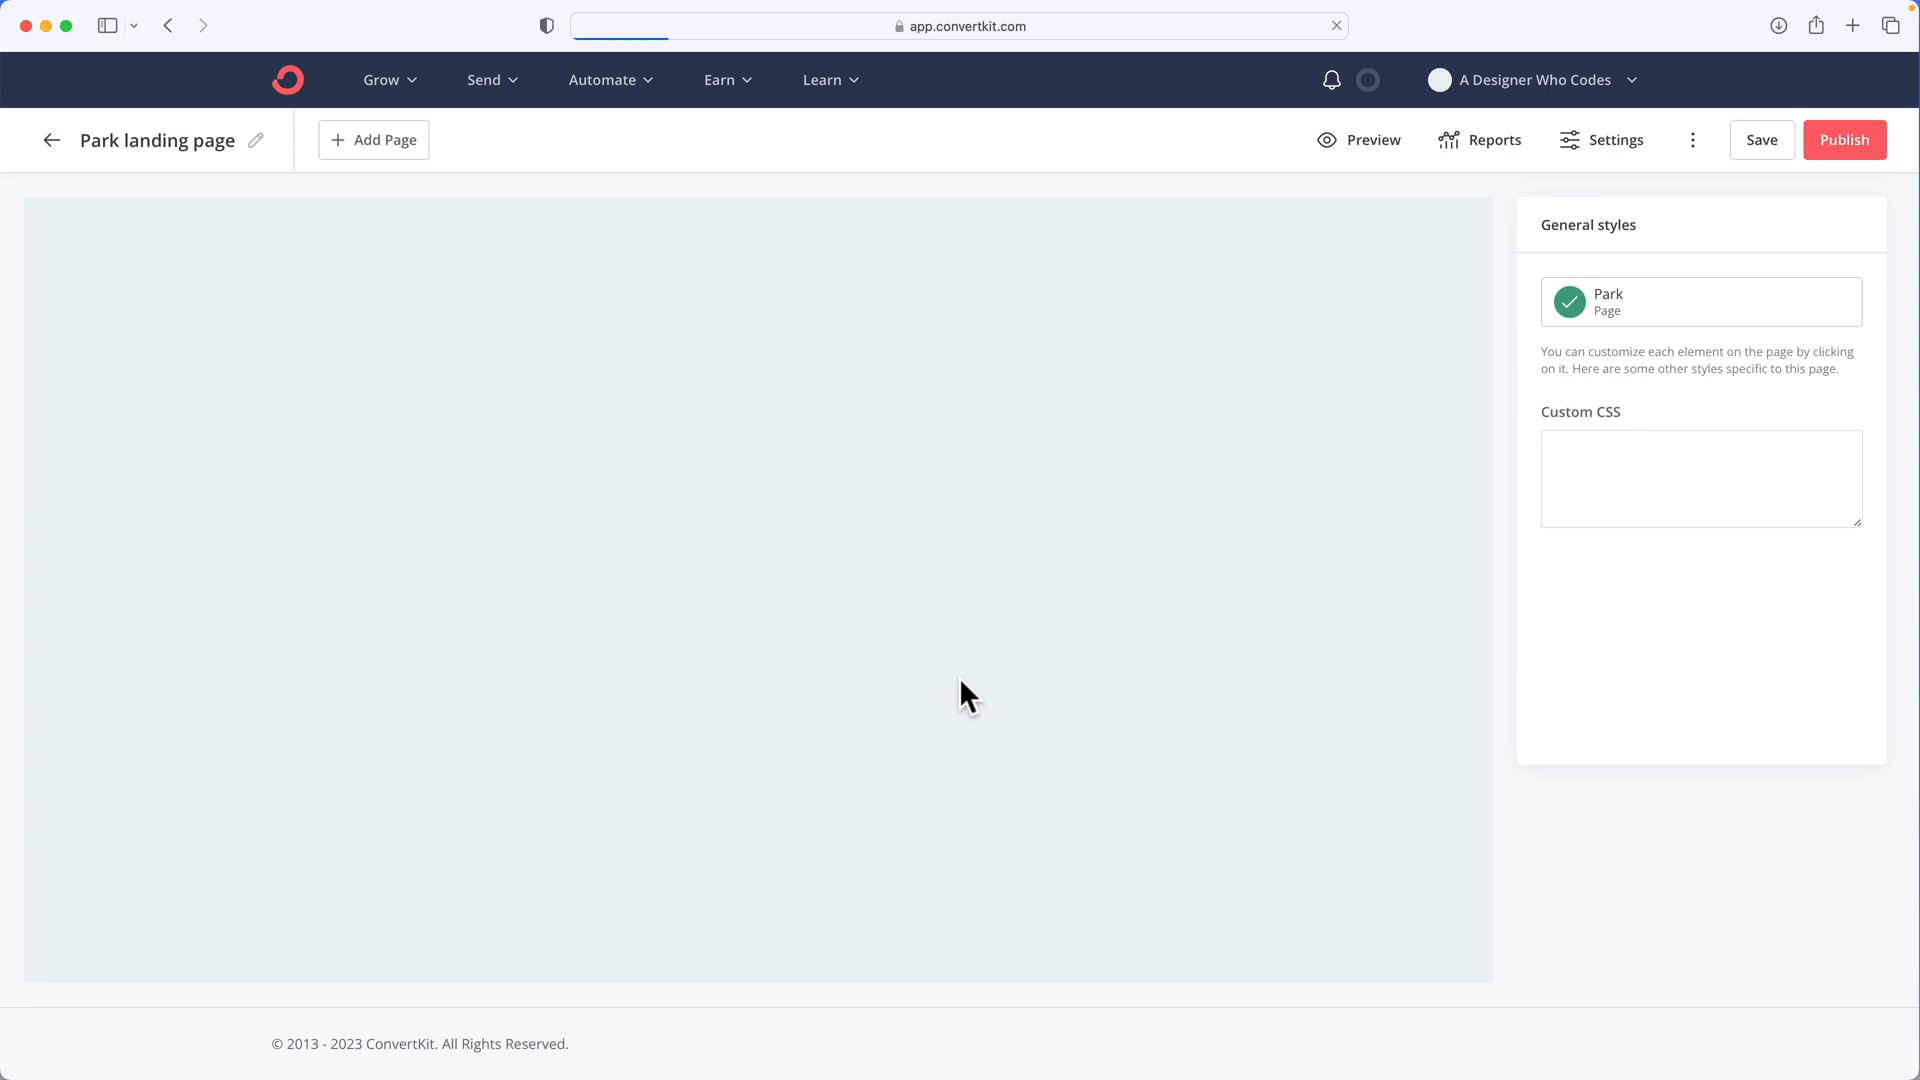 app.convertkit.com
Grow
Send
Automate
Earn
Learn
A Designer Who Codes
Park landing page
Add Page
Preview
Reports
Settings
Save
Publish
General styles
Park
Page
You can customize each element on the page by clicking
on it. Here are some other styles specific to this page.
Custom CSS
© 2013 - 2023 ConvertKit. All Rights Reserved.